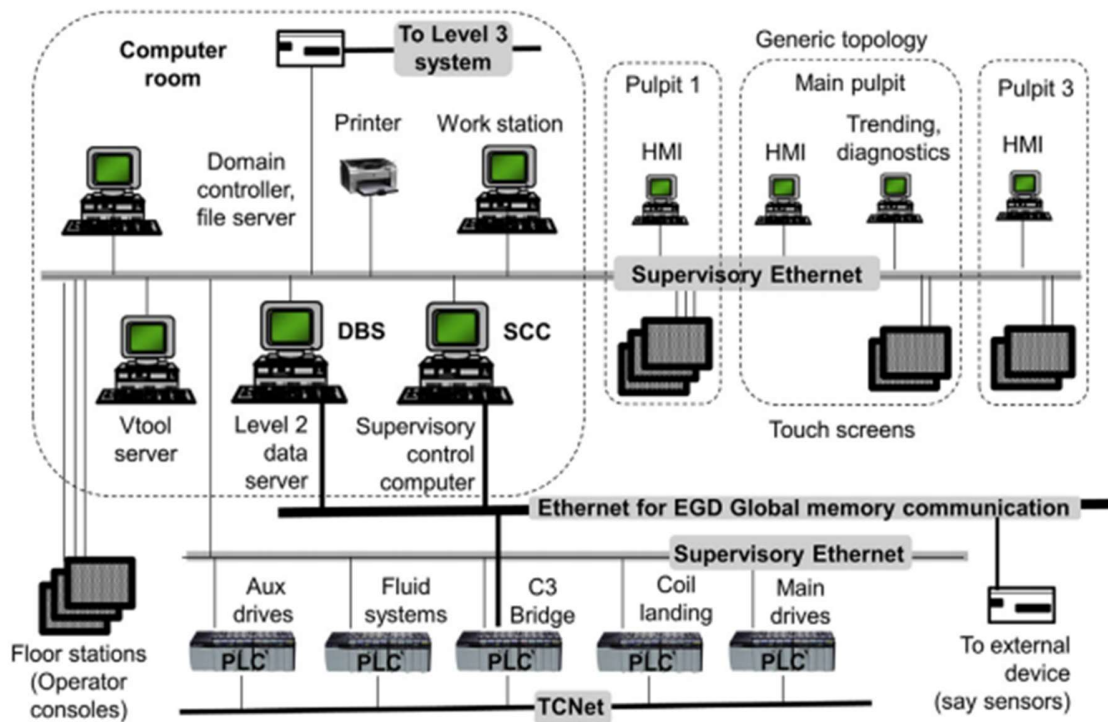 Computer
room
To Level 3
system
Generic topology
Pulpit 1
Main pulpit
Pulpit 3
Printer
Work station
HMI
HMI
Trending,
diagnostics
HMI
Domain
controller,
file server
Supervisory Ethernet
DBS
SCC
Vtool
server
Level 2
data
server
Supervisory
control
computer
Touch screens
Ethernet for EGD Global memory communication
Supervisory Ethernet
Aux
drives
Fluid
systems
C3
Bridge
Coil
landing
Main
drives
PLC
PLC
PLC
PLC
PLC
Floor stations
(Operator
consoles)
To external
device
(say sensors)
TCNet